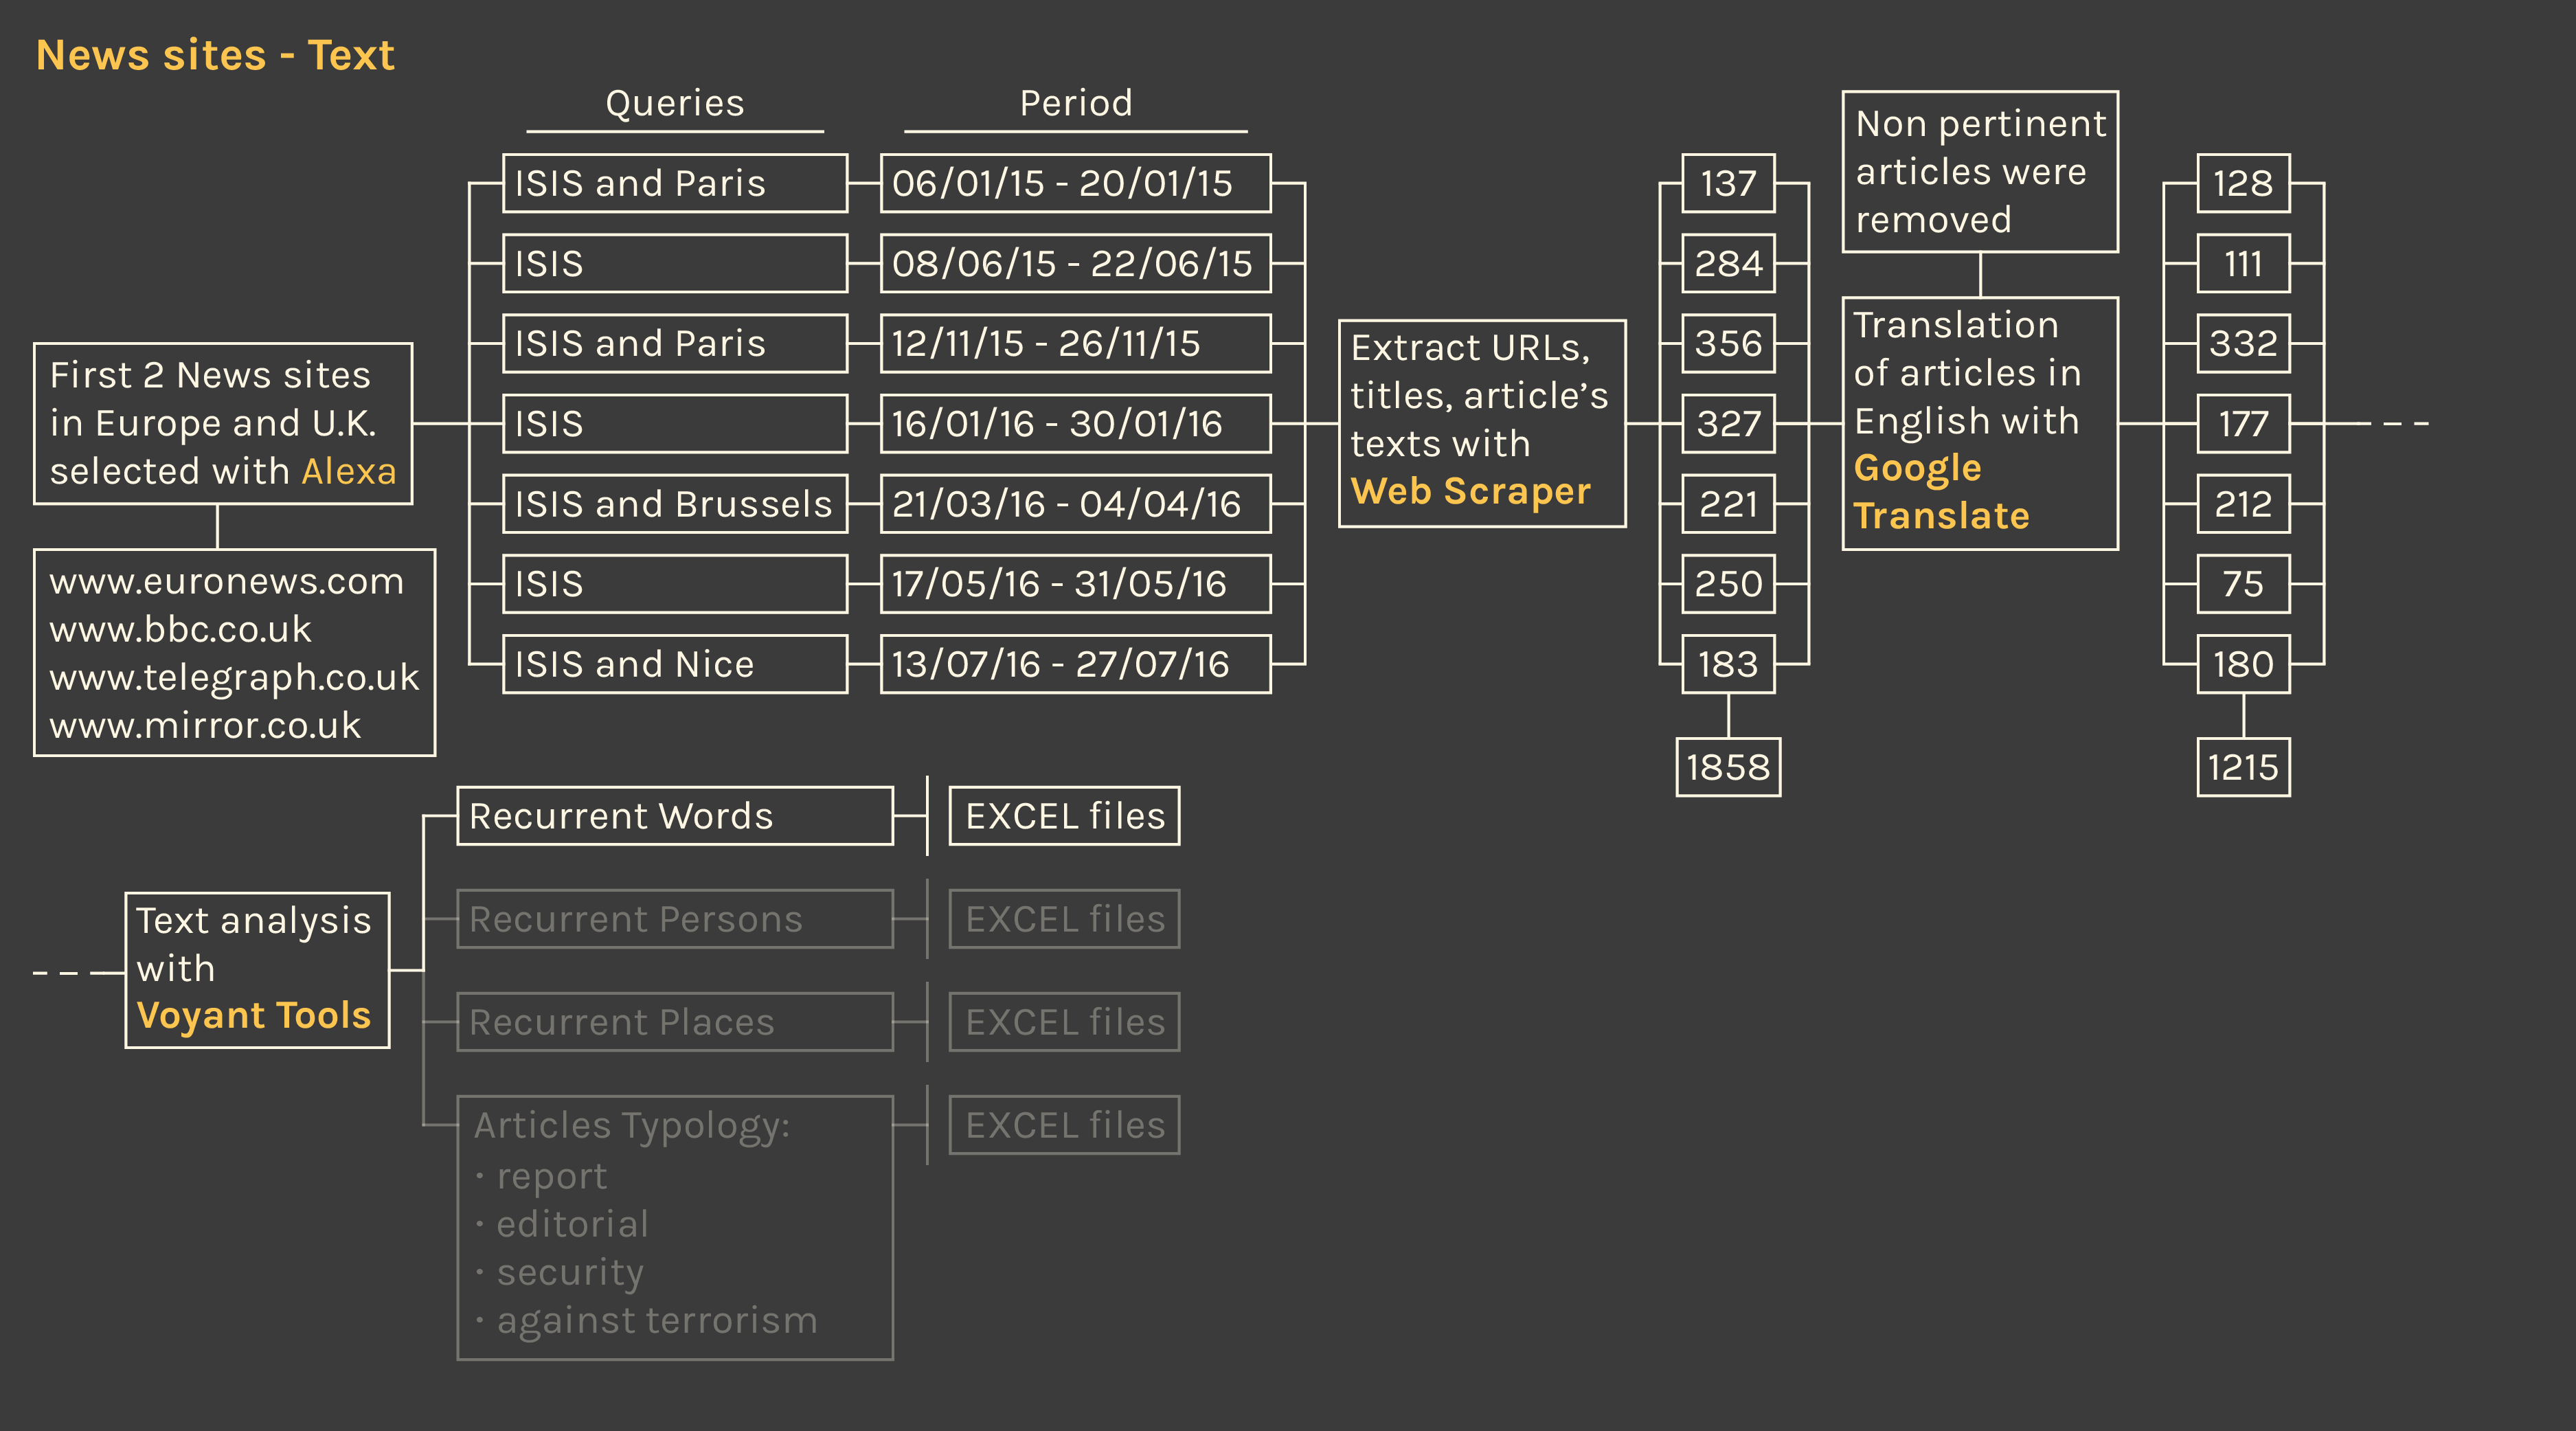 News sites - Text
Queries
Period
First 2 News sites
in Europe and U.K.
selected with Alexa
www.euronews.com
www.bbc.co.uk
www.telegraph.co.uk
www.mirror.co.uk
ISIS and Paris
06/01/15 - 20/01/15
ISIS
08/06/15 - 22/06/15
ISIS and Paris
12/11/15 - 26/11/15
ISIS
16/01/16 - 30/01/16
ISIS and Brussels
21/03/16 - 04/04/16
ISIS
17/05/16 - 31/05/16
ISIS and Nice
13/07/16 - 27/07/16
Extract URLs,
titles, article’s
texts with
Web Scraper
137
284
356
327
221
250
183
1858
Non pertinent
articles were
removed
Translation
of articles in
English with
Google
Translate
128
111
332
177
212
75
180
1215
Text analysis
with
Voyant Tools
Recurrent Words
EXCEL files
Recurrent Persons
EXCEL files
Recurrent Places
EXCEL files
Articles Typology:
· report
· editorial
· security
· against terrorism
EXCEL files